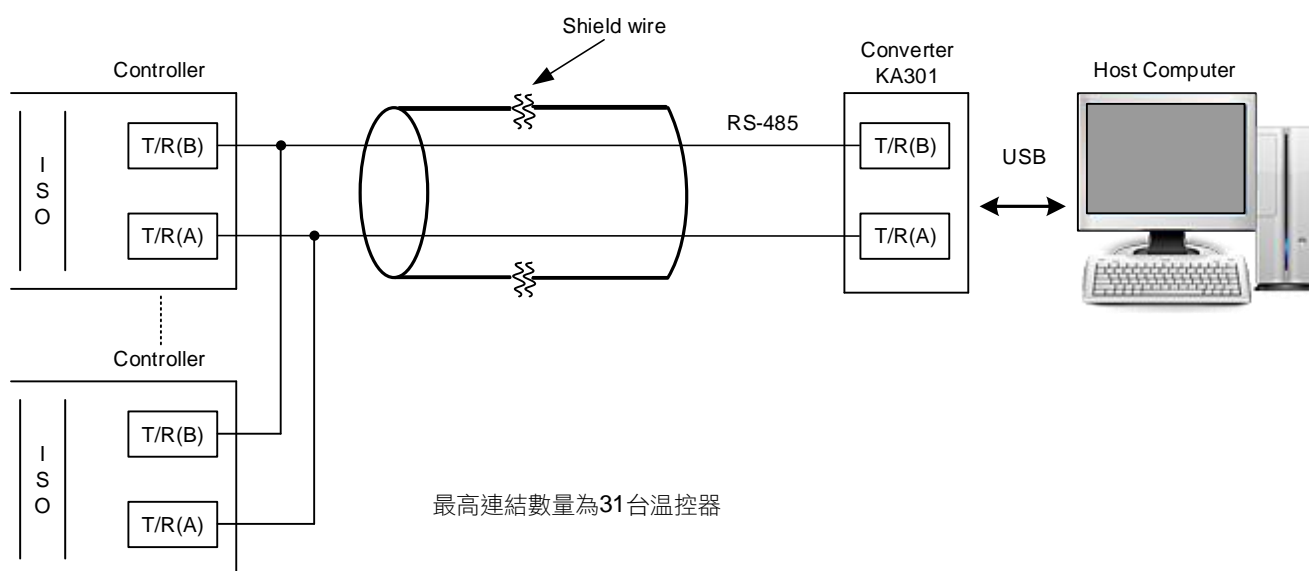 Shield wire
Controller
Converter
KA301
Host Computer
I
S
O
T/R(B)
T/R(A)
RS-485
T/R(B)
T/R(A)
USB
Controller
I
S
O
T/R(B)
T/R(A)
最高連結數量為31台温控器